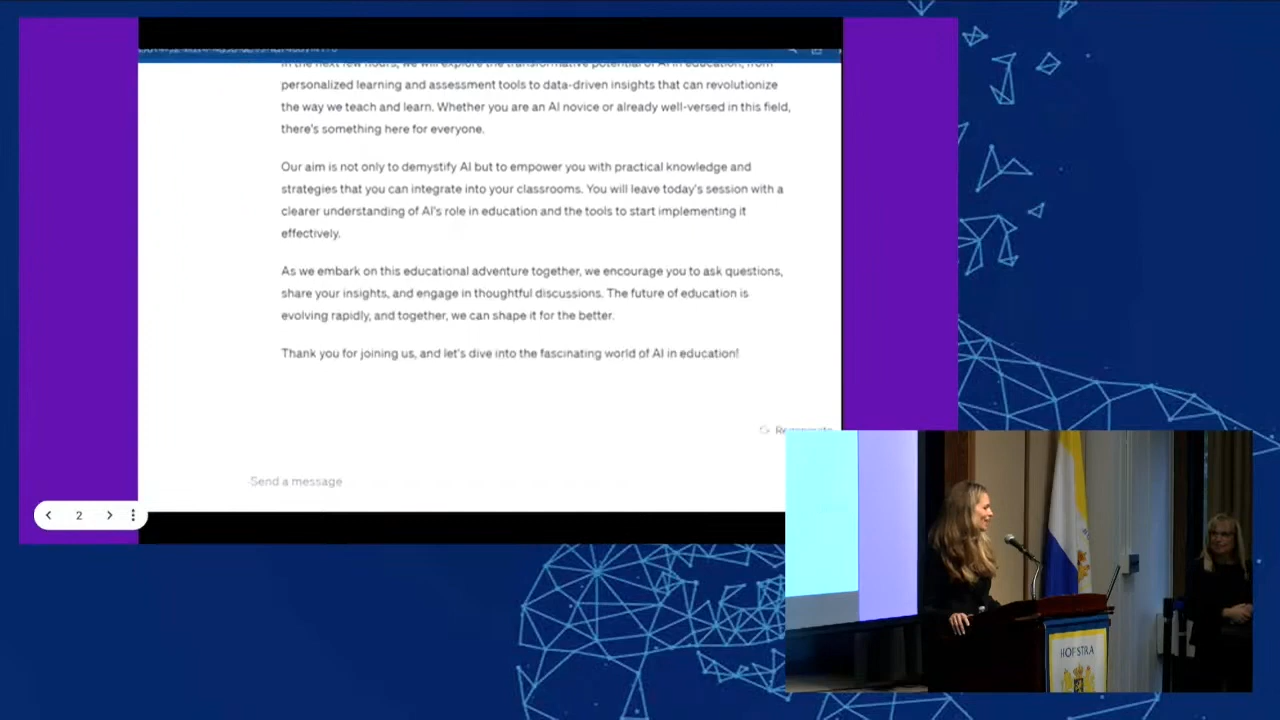 In the next few hours, we will explore the transformative potential of AI in education, from
personalized learning and assessment tools to data-driven insights that can revolutionize
the way we teach and learn. Whether you are an AI novice or already well-versed in this field,
there's something here for everyone.
Our aim is not only to demystify AI but to empower you with practical knowledge and
strategies that you can integrate into your classrooms. You will leave today's session with a
clearer understanding of AI's role in education and the tools to start implementing it
effectively.
As we embark on this educational adventure together, we encourage you to ask questions,
share your insights, and engage in thoughtful discussions. The future of education is
evolving rapidly, and together, we can shape it for the better.
Thank you for joining us, and let's dive into the fascinating world of AI in education!
Regenerate
Send a message
2
HOFSTRA